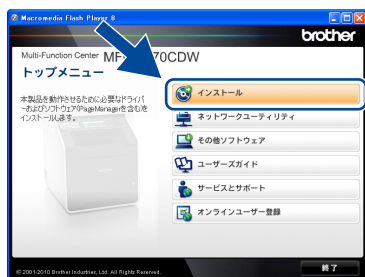 Macromedia Flash Player 8
brother
Multi-Function Center MF 70CDW
トップメニュー
本製品を動作させるために必要なドライバ
ーおよびソフトウェア(PageManager)を含む)を
インストールします。
インストール
ネットワークユーティリティ
その他ソフトウェア
ユーザーズガイド
サービスとサポート
オンラインユーザー登録
© 2001-2010 Brother Industries, Ltd. All Rights Reserved.
終了